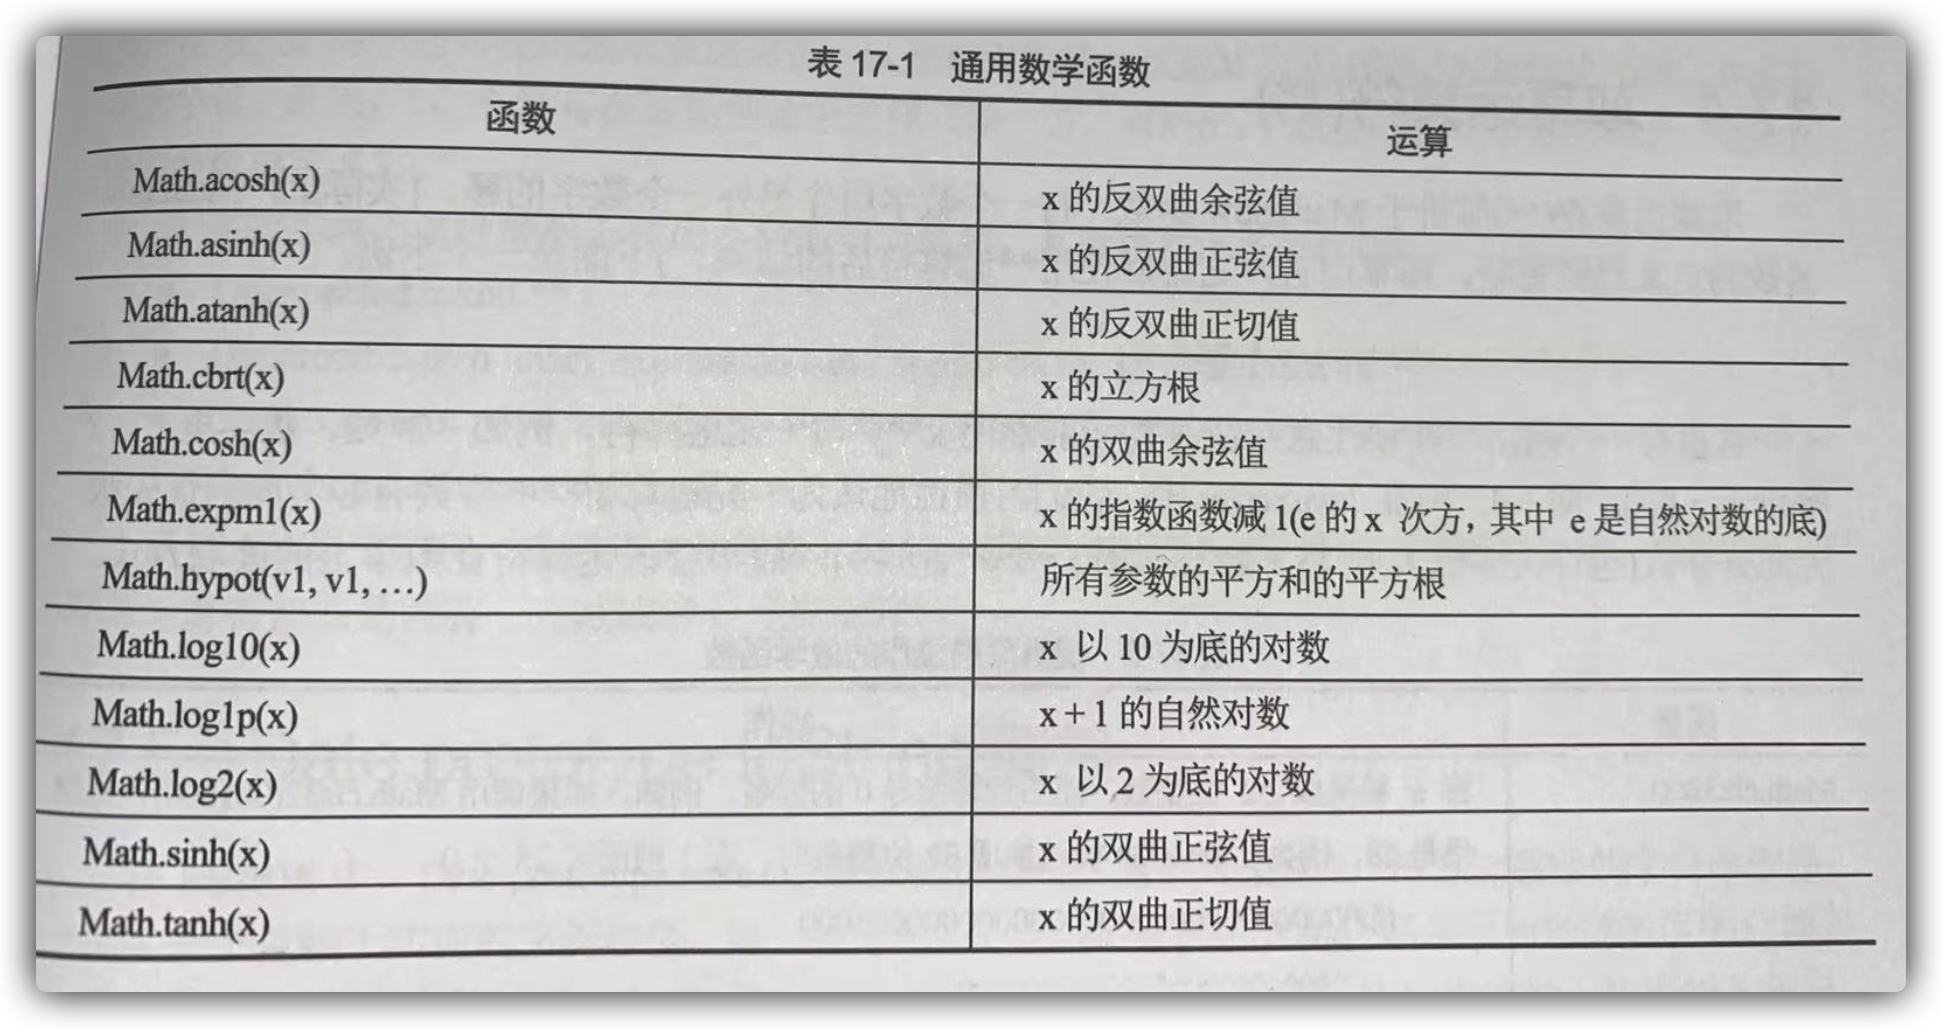 表 17-1 通用数学函数
函数 运算
Math.acosh(x) x 的反双曲余弦值
Math.asinh(x) x 的反双曲正弦值
Math.atanh(x) x 的反双曲正切值
Math.cbrt(x) x 的立方根
Math.cosh(x) x 的双曲余弦值
Math.expm1(x) x 的指数函数减 1(e 的 x 次方，其中 e 是自然对数的底)
Math.hypot(v1, v1, …) 所有参数的平方和的平方根
Math.log10(x) x 以 10 为底的对数
Math.log1p(x) x + 1 的自然对数
Math.log2(x) x 以 2 为底的对数
Math.sinh(x) x 的双曲正弦值
Math.tanh(x) x 的双曲正切值